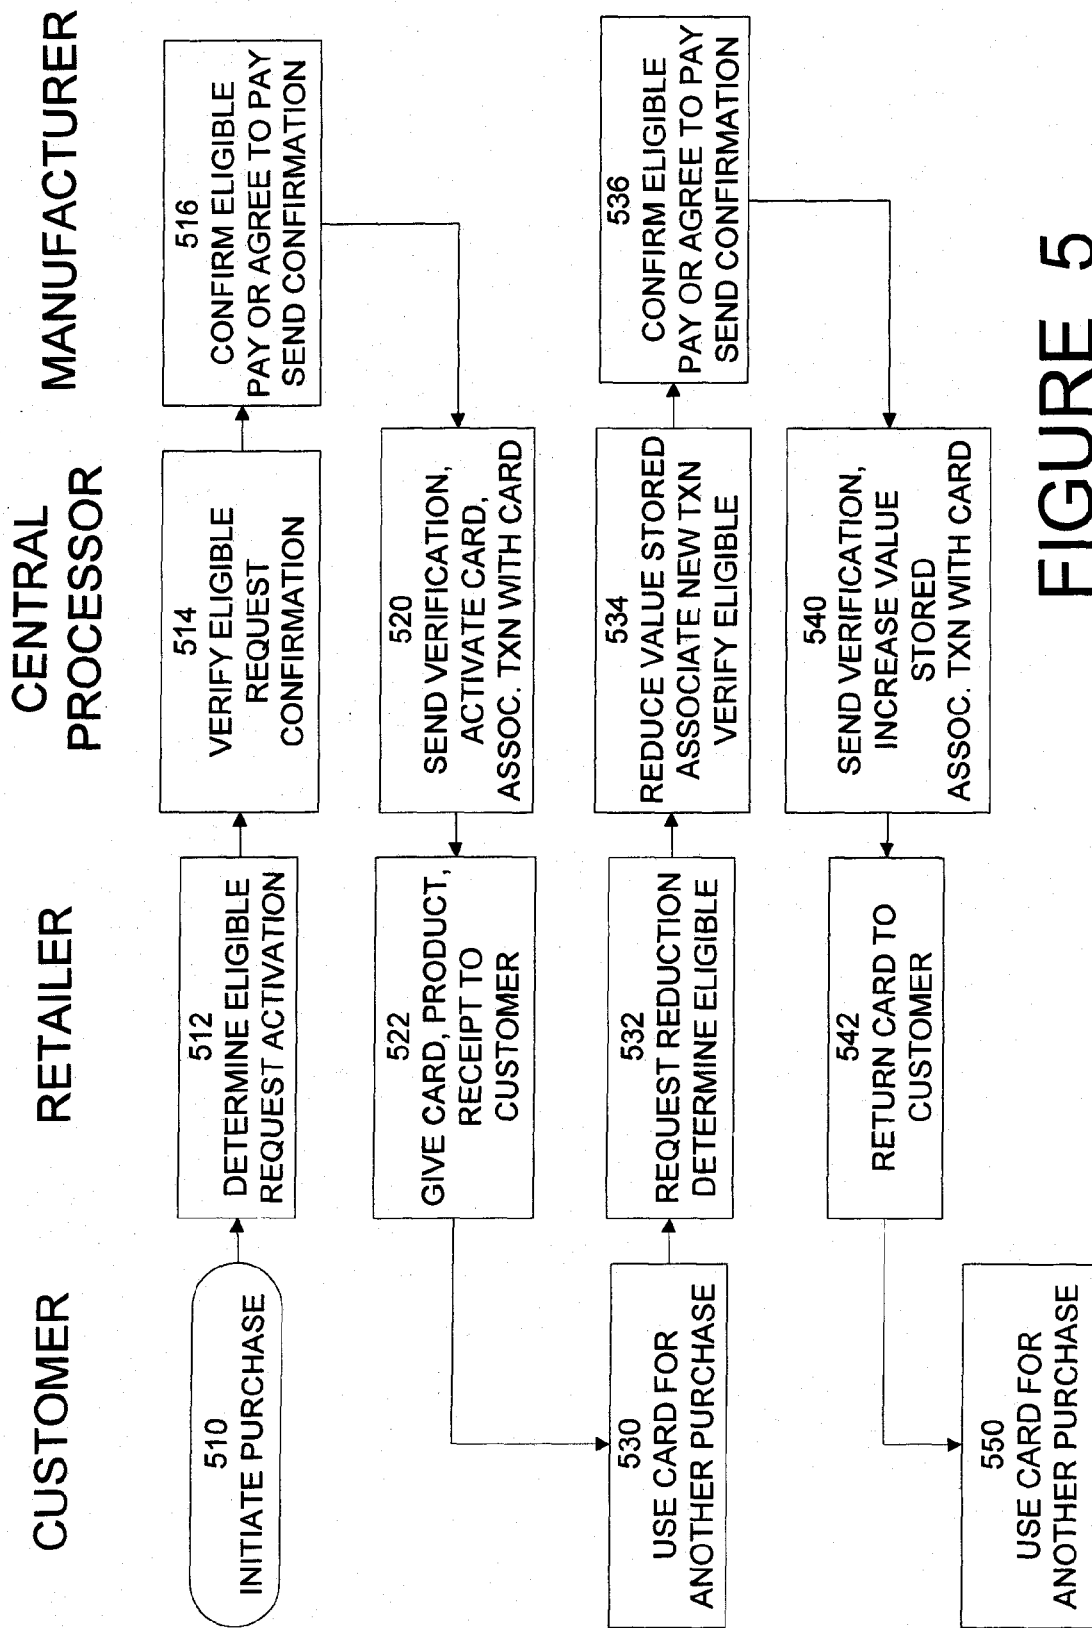 CUSTOMER
RETAILER
CENTRAL
PROCESSOR
MANUFACTURER
510
INITIATE PURCHASE
512
DETERMINE ELIGIBLE
REQUEST ACTIVATION
514
VERIFY ELIGIBLE
REQUEST
CONFIRMATION
516
CONFIRM ELIGIBLE
PAY OR AGREE TO PAY
SEND CONFIRMATION
520
SEND VERIFICATION,
ACTIVATE CARD,
ASSOC. TXN WITH CARD
522
GIVE CARD, PRODUCT,
RECEIPT TO
CUSTOMER
530
USE CARD FOR
ANOTHER PURCHASE
532
REQUEST REDUCTION
DETERMINE ELIGIBLE
534
REDUCE VALUE STORED
ASSOCIATE NEW TXN
VERIFY ELIGIBLE
536
CONFIRM ELIGIBLE
PAY OR AGREE TO PAY
SEND CONFIRMATION
540
SEND VERIFICATION,
INCREASE VALUE
STORED
ASSOC. TXN WITH CARD
542
RETURN CARD TO
CUSTOMER
550
USE CARD FOR
ANOTHER PURCHASE
FIGURE 5